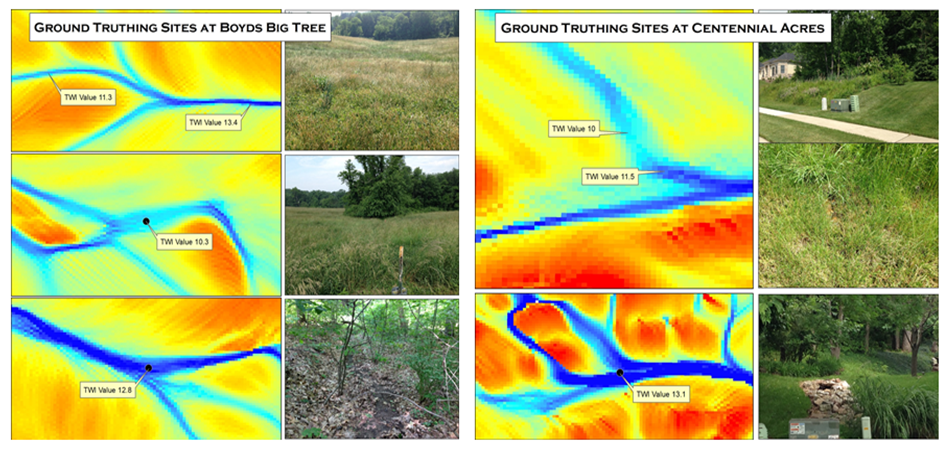 Ground Truthing Sites at Boyds Big Tree
TWI Value 11.3
TWI Value 13.4
TWI Value 10.3
TWI Value 12.8
Ground Truthing Sites at Centennial Acres
TWI Value 10
TWI Value 11.5
TWI Value 13.1